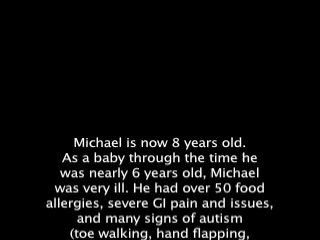 Michael is now 8 years old.
As a baby through the time he
was nearly 6 years old, Michael
was very ill. He had over 50 food
allergies, severe GI pain and issues,
and many signs of autism
(toe walking, hand flapping,